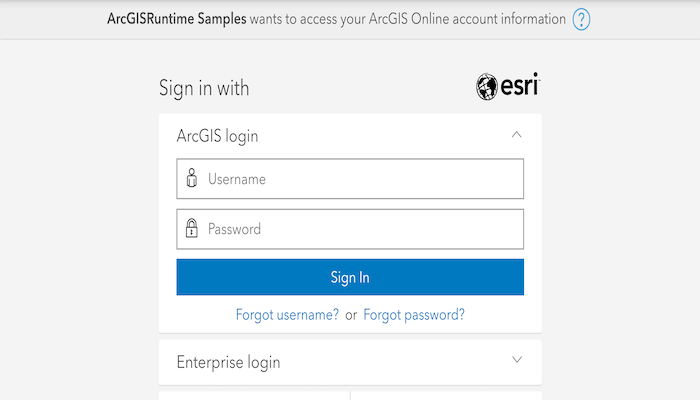 ArcGISRuntime Samples wants to access your ArcGIS Online account information ?
Sign in with
esri
ArcGIS login
Username
Password
Sign In
Forgot username? or Forgot password?
Enterprise login